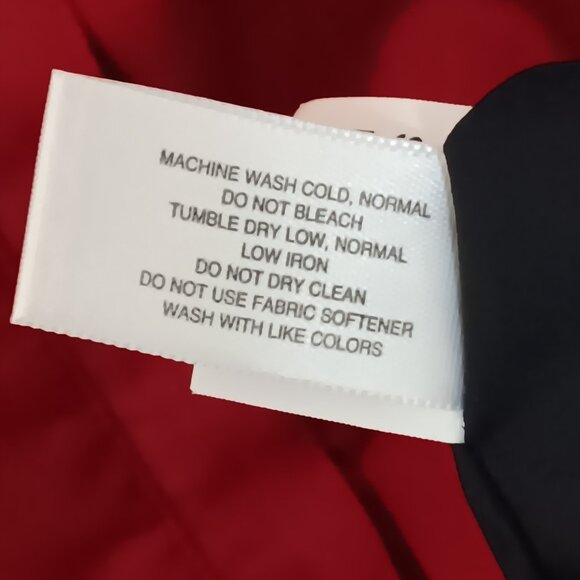 MACHINE WASH COLD, NORMAL
DO NOT BLEACH
TUMBLE DRY LOW, NORMAL
LOW IRON
DO NOT DRY CLEAN
DO NOT USE FABRIC SOFTENER
WASH WITH LIKE COLORS